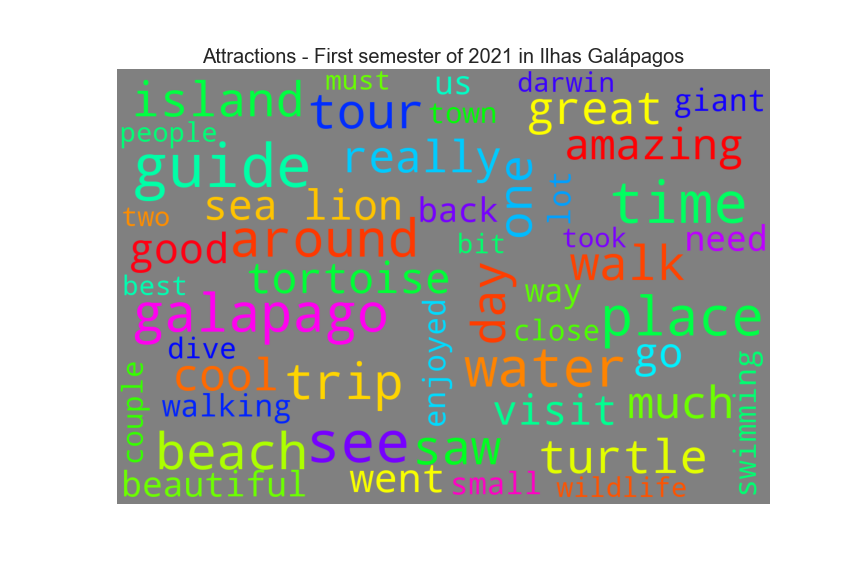 Attractions - First semester of 2021 in Ilhas Galápagos
must
us
darwin
island
tour
town
great
giant
people
guide
really
one
amazing
two
sea lion
back
lot
time
good
around
bit
took
need
best
tortoise
day
way
walk
galapago
close
place
dive
enjoyed
go
cool
trip
water
couple
walking
visit
much
swimming
beach
see
saw
turtle
beautiful
went
small
wildlife